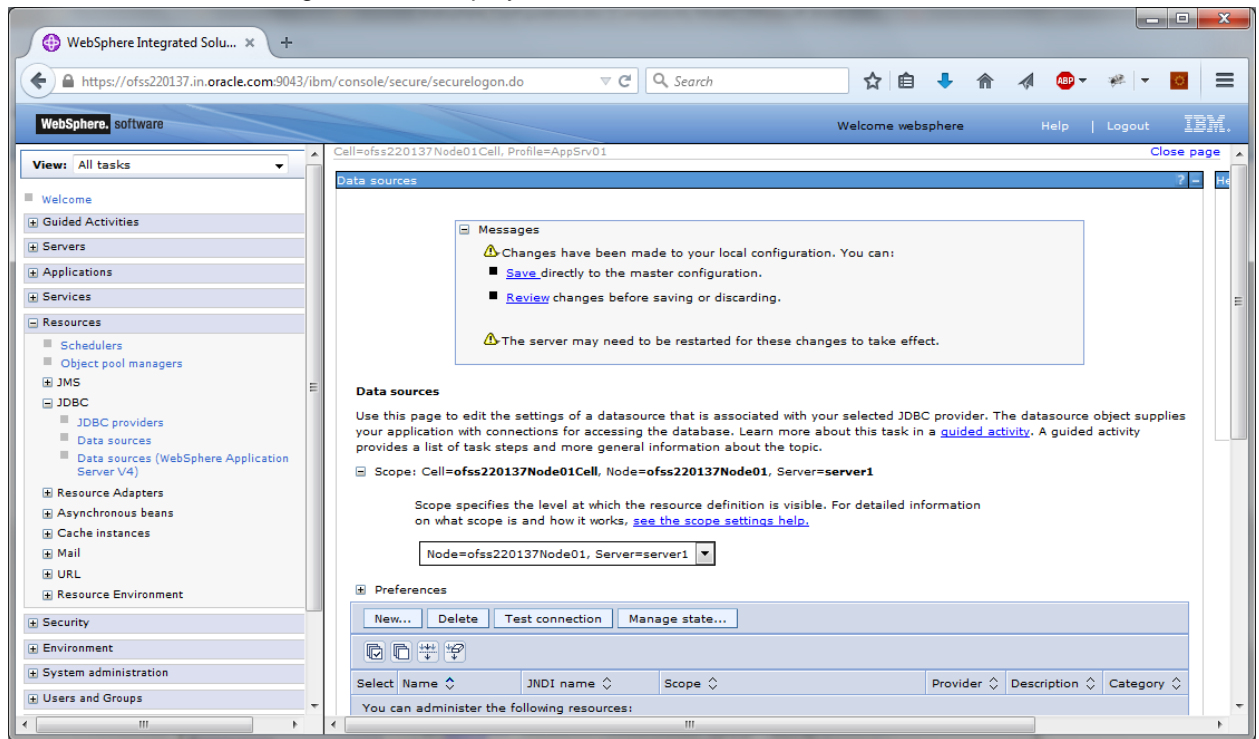 WebSphere Integrated Solu... ×
https://ofss220137.in.oracle.com:9043/ibm/console/secure/securelogon.do
Search
ABP
WebSphere. software
Welcome websphere
Help | Logout
IBM.
View: All tasks
Welcome
Guided Activities
Servers
Applications
Services
Resources
Schedulers
Object pool managers
JMS
JDBC
JDBC providers
Data sources
Data sources (WebSphere Application
Server V4)
Resource Adapters
Asynchronous beans
Cache instances
Mail
URL
Resource Environment
Security
Environment
System administration
Users and Groups
Cell=ofss220137Node01Cell, Profile=AppSrv01
Close page
Data sources
? –
He
Messages
Changes have been made to your local configuration. You can:
Save directly to the master configuration.
Review changes before saving or discarding.
The server may need to be restarted for these changes to take effect.
Data sources
Use this page to edit the settings of a datasource that is associated with your selected JDBC provider. The datasource object supplies
your application with connections for accessing the database. Learn more about this task in a guided activity. A guided activity
provides a list of task steps and more general information about the topic.
Scope: Cell=ofss220137Node01Cell, Node=ofss220137Node01, Server=server1
Scope specifies the level at which the resource definition is visible. For detailed information
on what scope is and how it works, see the scope settings help.
Node=ofss220137Node01, Server=server1
Preferences
New... Delete Test connection Manage state...
Select Name JNDI name Scope Provider Description Category
You can administer the following resources: